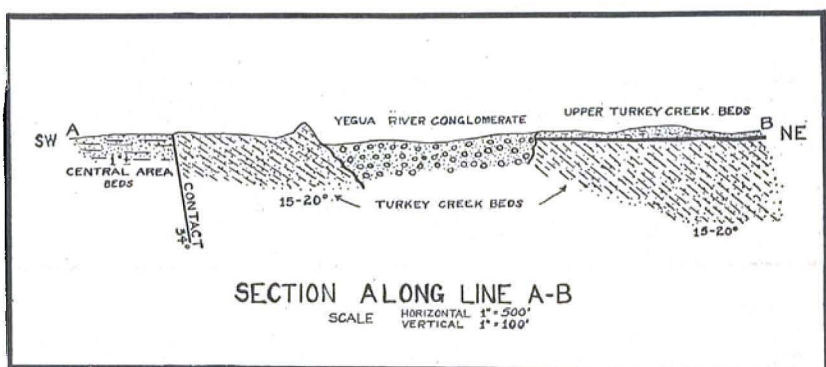 YEGUA RIVER CONGLOMERATE
UPPER TURKEY CREEK BEDS
SW
A
B
NE
CENTRAL AREA
BEDS
CONTACT
15-20°
TURKEY CREEK BEDS
15-20°
SECTION ALONG LINE A-B
SCALE
HORIZONTAL 1"=500'
VERTICAL 1"=100'